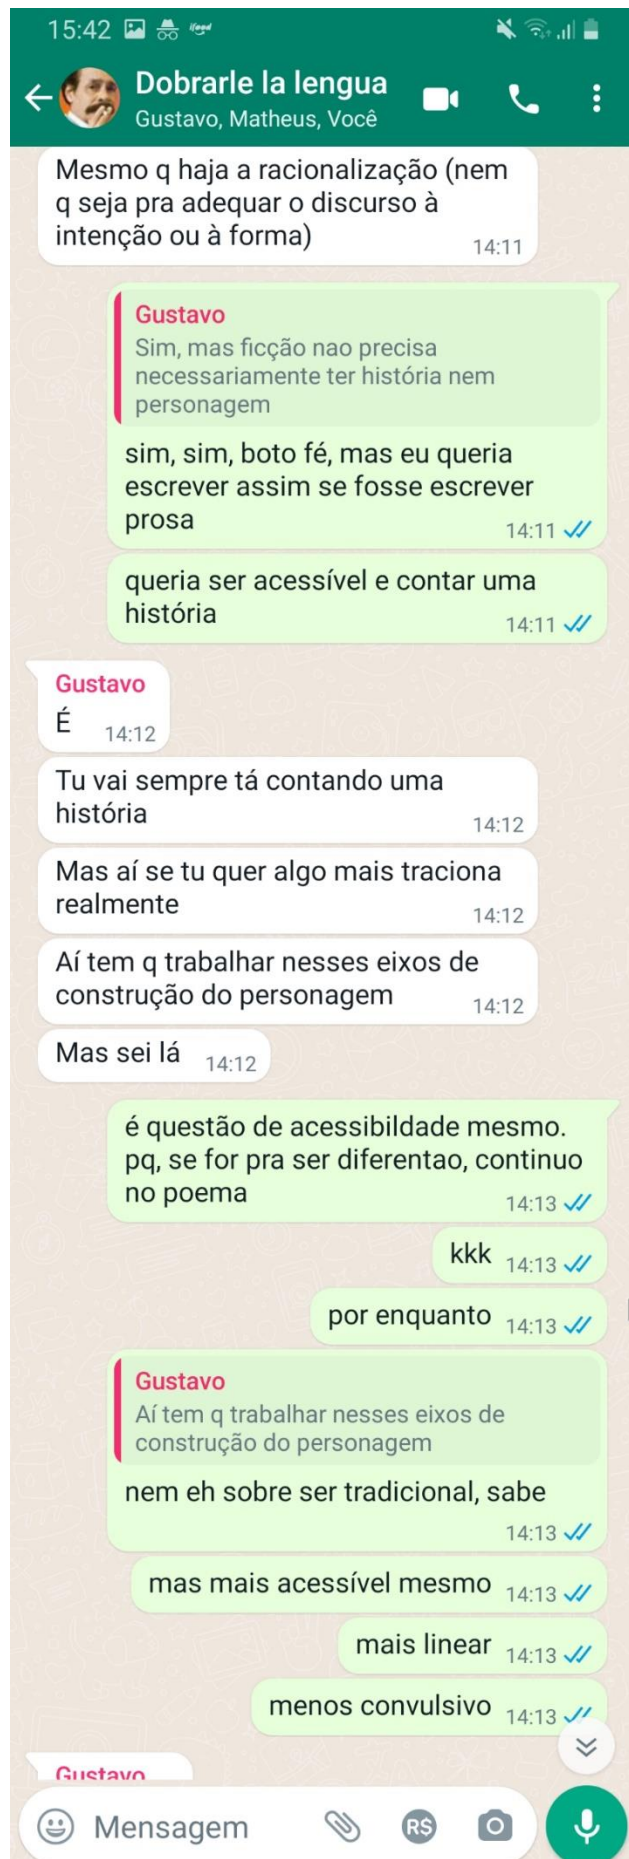 15:42 ifood
Dobrarle la lengua
Gustavo, Matheus, Você
Mesmo q haja a racionalização (nem
q seja pra adequar o discurso à
intenção ou à forma)
14:11
Gustavo
Sim, mas ficção nao precisa
necessariamente ter história nem
personagem
sim, sim, boto fé, mas eu queria
escrever assim se fosse escrever
prosa
14:11
queria ser acessível e contar uma
história
14:11
Gustavo
É 14:12
Tu vai sempre tá contando uma
história
14:12
Mas aí se tu quer algo mais traciona
realmente
14:12
Aí tem q trabalhar nesses eixos de
construção do personagem
14:12
Mas sei lá 14:12
é questão de acessibildade mesmo.
pq, se for pra ser diferentao, continuo
no poema
14:13
kkk 14:13
por enquanto 14:13
Gustavo
Aí tem q trabalhar nesses eixos de
construção do personagem
nem eh sobre ser tradicional, sabe
14:13
mas mais acessível mesmo 14:13
mais linear 14:13
menos convulsivo 14:13
Gustavo
Mensagem R$